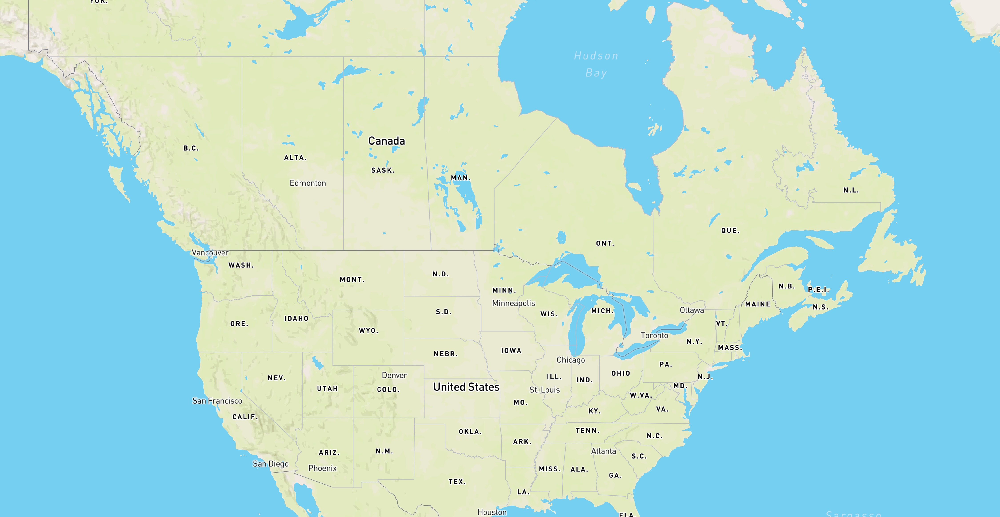 YUK.
Hudson
Bay
Canada
B.C.
ALTA.
SASK.
MAN.
Edmonton
N.L.
QUE.
ONT.
Vancouver
WASH.
MONT.
N.D.
MINN.
N.B.
P.E.I.
Minneapolis
MAINE
N.S.
S.D.
WIS.
MICH.
Ottawa
IDAHO
ORE.
VT.
WYO.
Toronto
N.Y.
MASS.
NEBR.
IOWA
Chicago
PA.
Denver
NEV.
ILL.
IND.
OHIO
N.J.
UTAH
COLO.
United States
St. Louis
MD.
San Francisco
MO.
W.VA.
VA.
KY.
CALIF.
OKLA.
TENN.
N.C.
ARK.
ARIZ.
N.M.
Atlanta
S.C.
San Diego
Phoenix
MISS.
ALA.
GA.
TEX.
LA.
Houston
FLA.
Sargasso